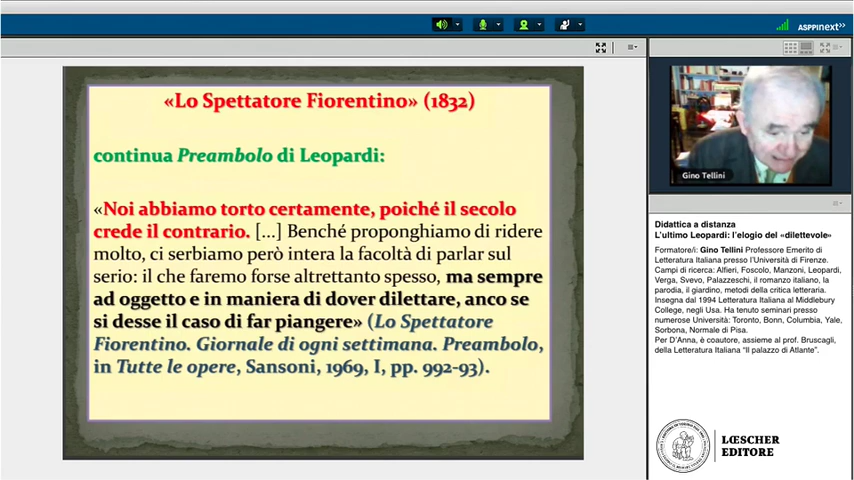 ASPPInext»
«Lo Spettatore Fiorentino» (1832)
continua Preambolo di Leopardi:
«Noi abbiamo torto certamente, poiché il secolo
crede il contrario. [...] Benché proponghiamo di ridere
molto, ci serbiamo però intera la facoltà di parlar sul
serio: il che faremo forse altrettanto spesso, ma sempre
ad oggetto e in maniera di dover dilettare, anco se
si desse il caso di far piangere» (Lo Spettatore
Fiorentino. Giornale di ogni settimana. Preambolo,
in Tutte le opere, Sansoni, 1969, I, pp. 992-93).
Gino Tellini
Didattica a distanza
L'ultimo Leopardi: l'elogio del «dilettevole»
Formatore/i: Gino Tellini Professore Emerito di
Letteratura Italiana presso l'Università di Firenze.
Campi di ricerca: Alfieri, Foscolo, Manzoni, Leopardi,
Verga, Svevo, Palazzeschi, il romanzo italiano, la
parodia, il giardino, metodi della critica letteraria.
Insegna dal 1994 Letteratura Italiana al Middlebury
College, negli Usa. Ha tenuto seminari presso
numerose Università: Toronto, Bonn, Columbia, Yale,
Sorbona, Normale di Pisa.
Per D'Anna, è coautore, assieme al prof. Bruscagli,
della Letteratura Italiana "Il palazzo di Atlante".
LŒSCHER
EDITORE